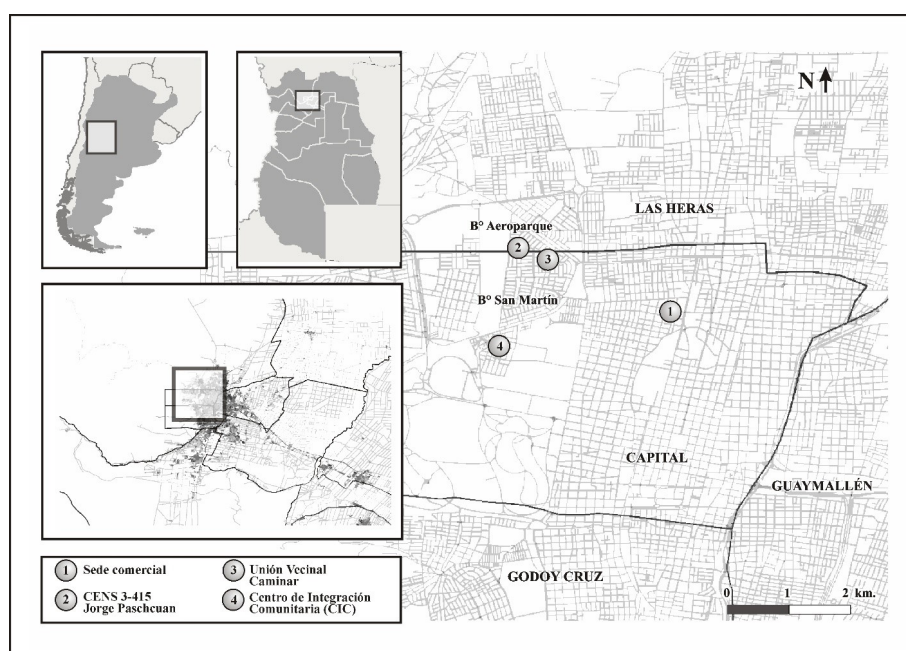 N
LAS HERAS
B° Aeroparque
2
3
B° San Martín
1
4
CAPITAL
GUAYMALLÉN
GODOY CRUZ
0 1 2 km.
1 Sede comercial
2 CENS 3-415
Jorge Paschcuan
3 Unión Vecinal
Caminar
4 Centro de Integración
Comunitaria (CIC)